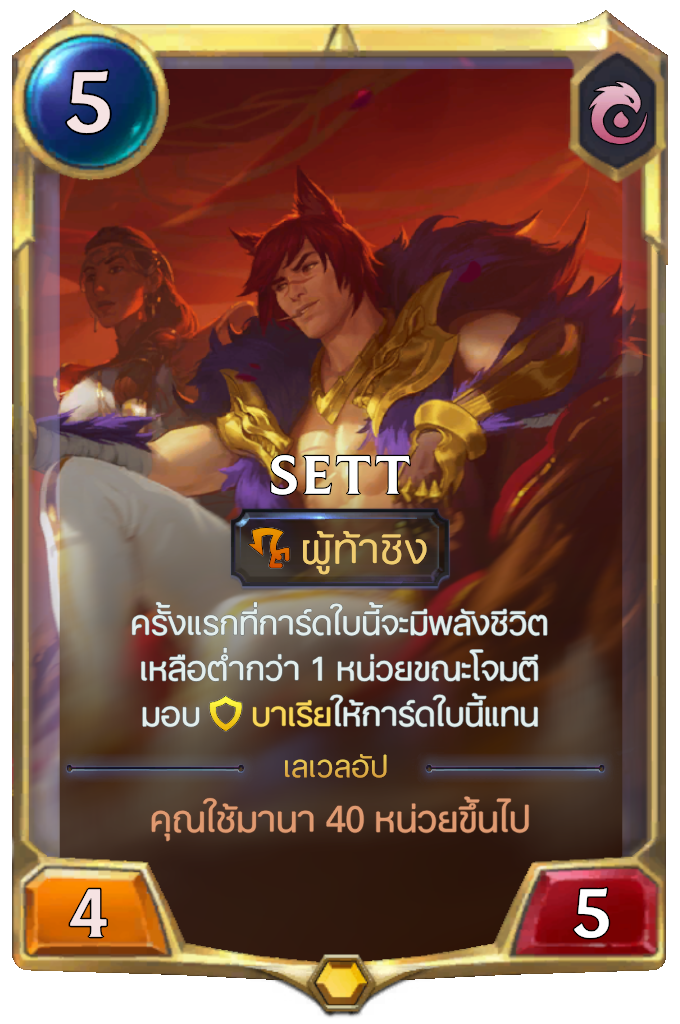 5
SETT
ผู้ท้าชิง
ครั้งแรกที่การ์ดใบนี้จะมีพลังชีวิต
เหลือต่ำกว่า 1 หน่วยขณะโจมตี
มอบ บาเรียให้การ์ดใบนี้แทน
เลเวลอัป
คุณใช้มานา 40 หน่วยขึ้นไป
4
5